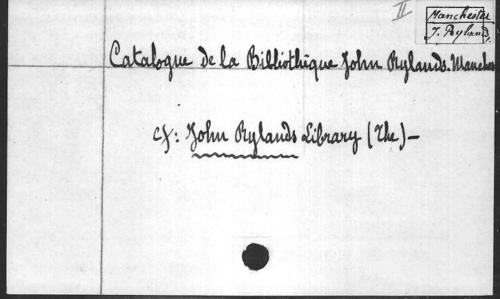 II
Manchester
J. Rylands
Catalogue de la Bibliothèque John Rylands. Manches
cf: John Rylands Library (The) –